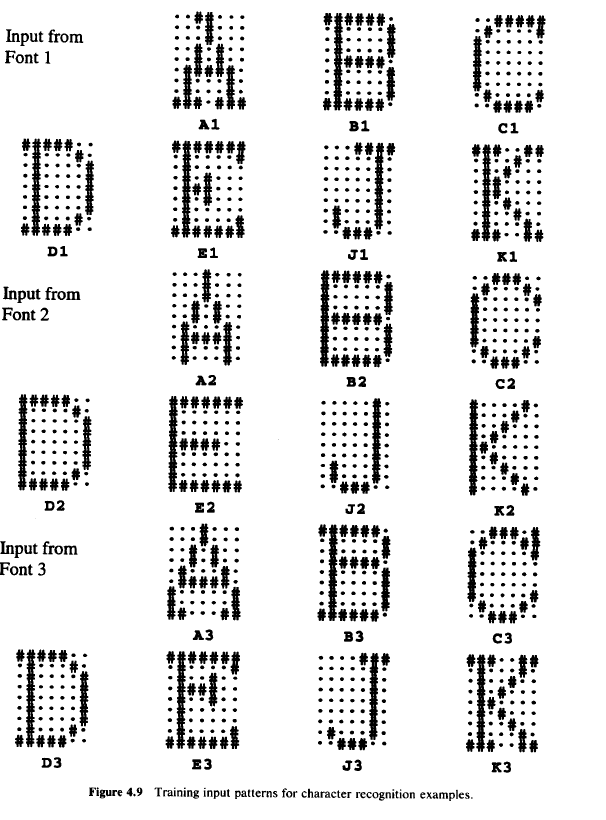 Input from
Font 1
A1 B1 C1
D1 E1 J1 K1
Input from
Font 2
A2 B2 C2
D2 E2 J2 K2
Input from
Font 3
A3 B3 C3
D3 E3 J3 K3
Figure 4.9 Training input patterns for character recognition examples.